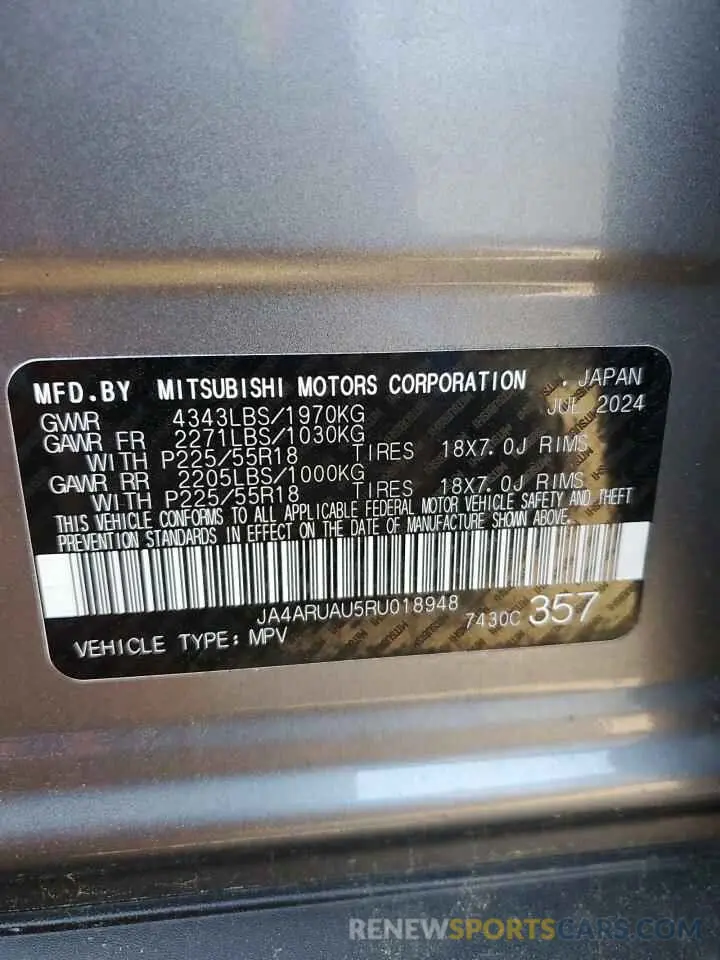 MFD.BY MITSUBISHI MOTORS CORPORATION . JAPAN
GVWR 4343LBS/1970KG JUL 2024
GAWR FR 2271LBS/1030KG
WITH P225/55R18 TIRES 18X7.0J RIMS
GAWR RR 2205LBS/1000KG
WITH P225/55R18 TIRES 18X7.0J RIMS
THIS VEHICLE CONFORMS TO ALL APPLICABLE FEDERAL MOTOR VEHICLE SAFETY AND THEFT
PREVENTION STANDARDS IN EFFECT ON THE DATE OF MANUFACTURE SHOWN ABOVE.
JA4ARUAU5RU018948
VEHICLE TYPE: MPV 7430C 357
RENEWSPORTSCARS.COM